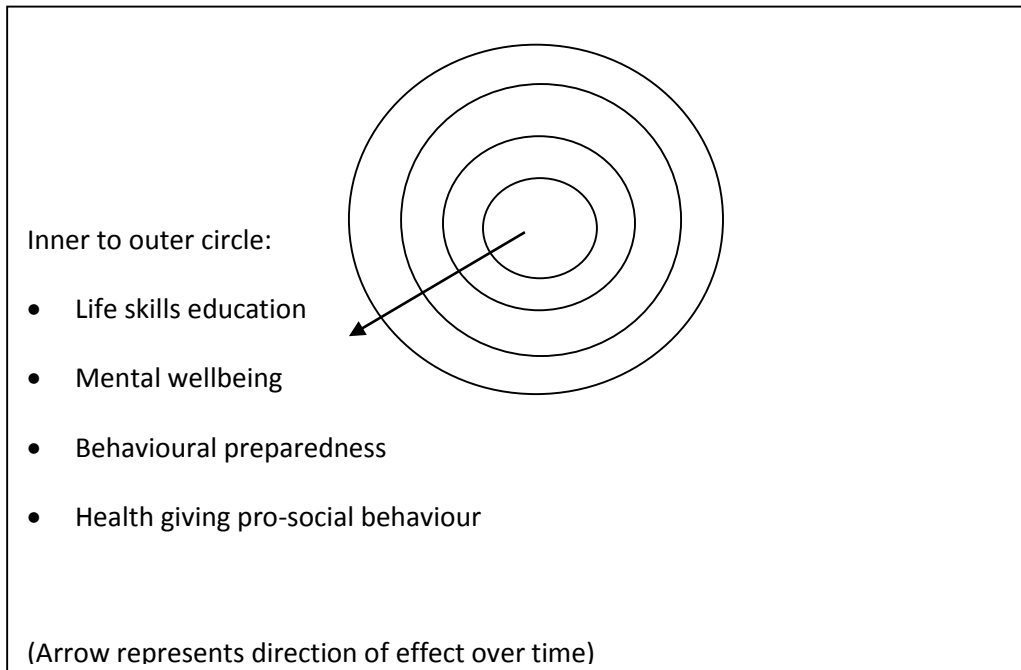 Inner to outer circle:
• Life skills education
• Mental wellbeing
• Behavioural preparedness
• Health giving pro-social behaviour
(Arrow represents direction of effect over time)